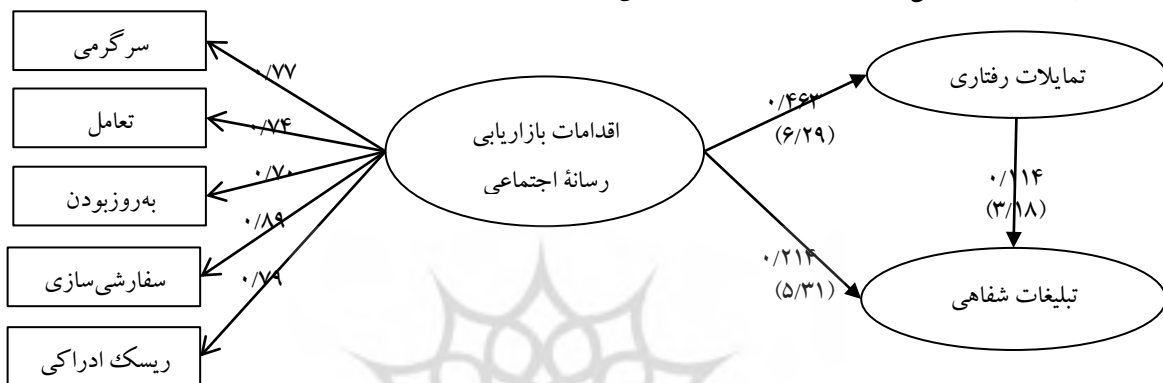 سرگرمی
۰/۷۷
تعامل
۰/۷۴
به‌روزبودن
۰/۷۰
سفارشی‌سازی
۰/۸۹
ریسک ادراکی
۰/۷۹
اقدامات بازاریابی
رسانهٔ اجتماعی
۰/۴۶۳
(۶/۲۹)
تمایلات رفتاری
۰/۱۱۴
(۳/۱۸)
۰/۲۱۴
(۵/۳۱)
تبلیغات شفاهی